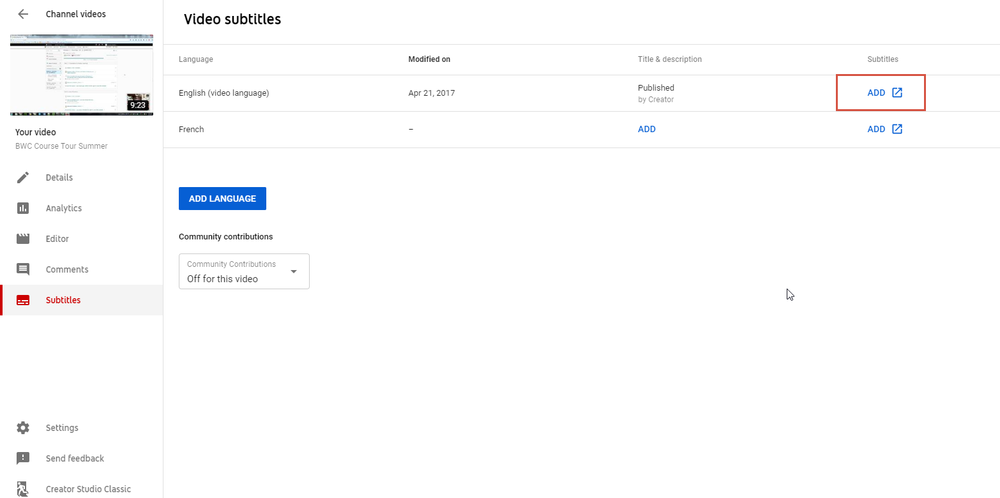 Channel videos
9:23
Your video
BWC Course Tour Summer
Details
Analytics
Editor
Comments
Subtitles
Settings
Send feedback
Creator Studio Classic
Video subtitles
Language Modified on Title & description Subtitles
English (video language) Apr 21, 2017 Published ADD
by Creator
French – ADD ADD
ADD LANGUAGE
Community contributions
Community Contributions
Off for this video